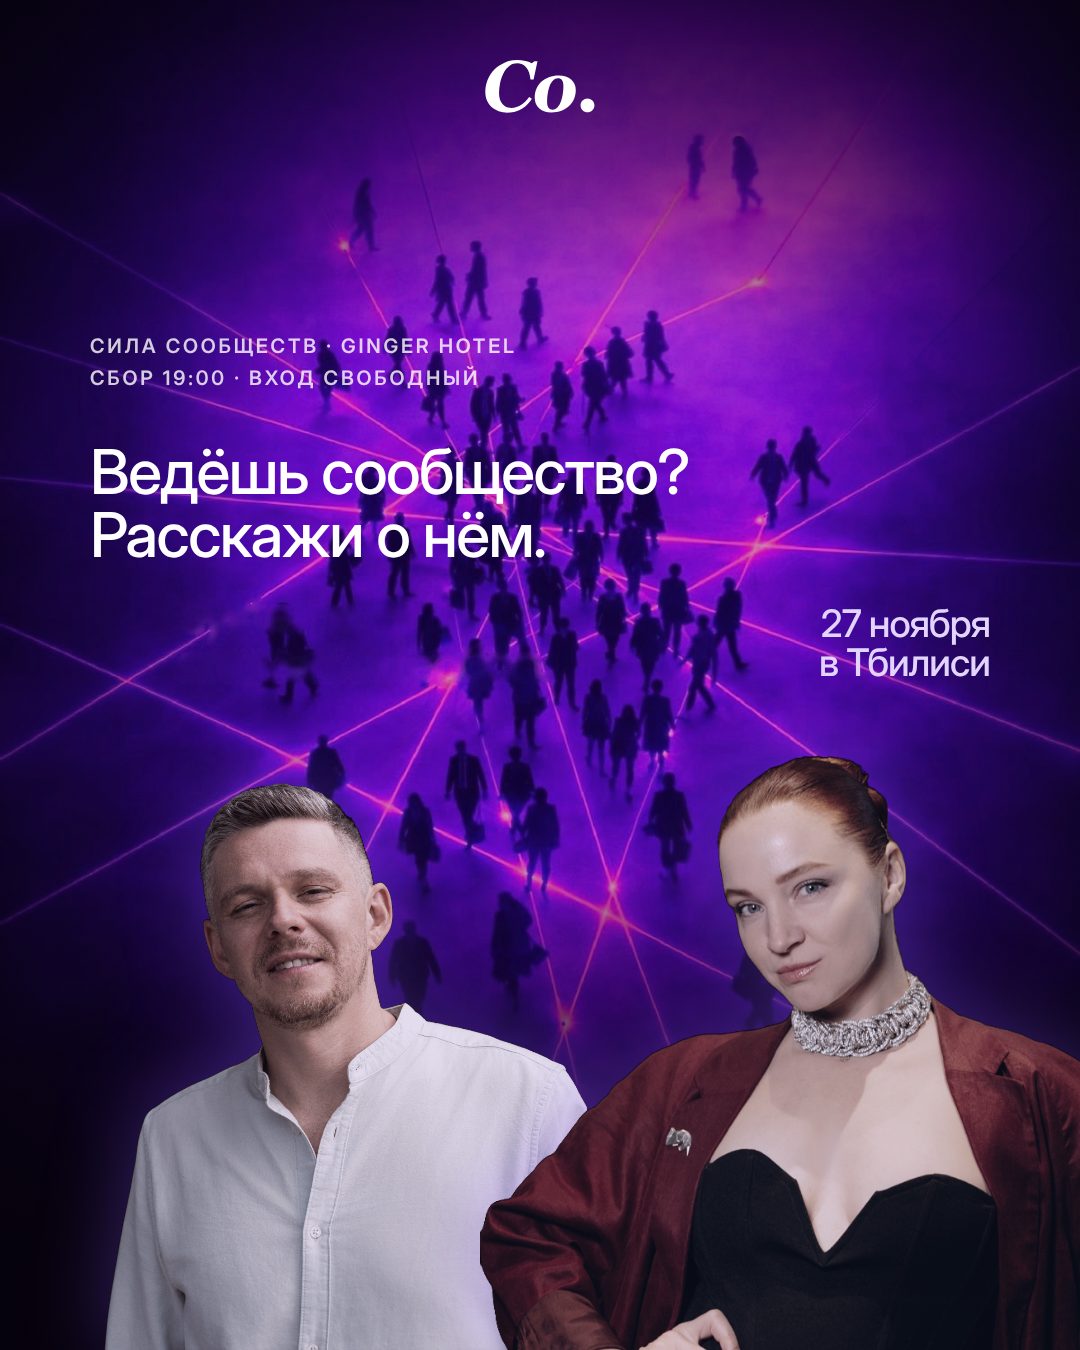 Co.
СИЛА СООБЩЕСТВ · GINGER HOTEL
СБОР 19:00 · ВХОД СВОБОДНЫЙ
Ведёшь сообщество?
Расскажи о нём.
27 ноября
в Тбилиси